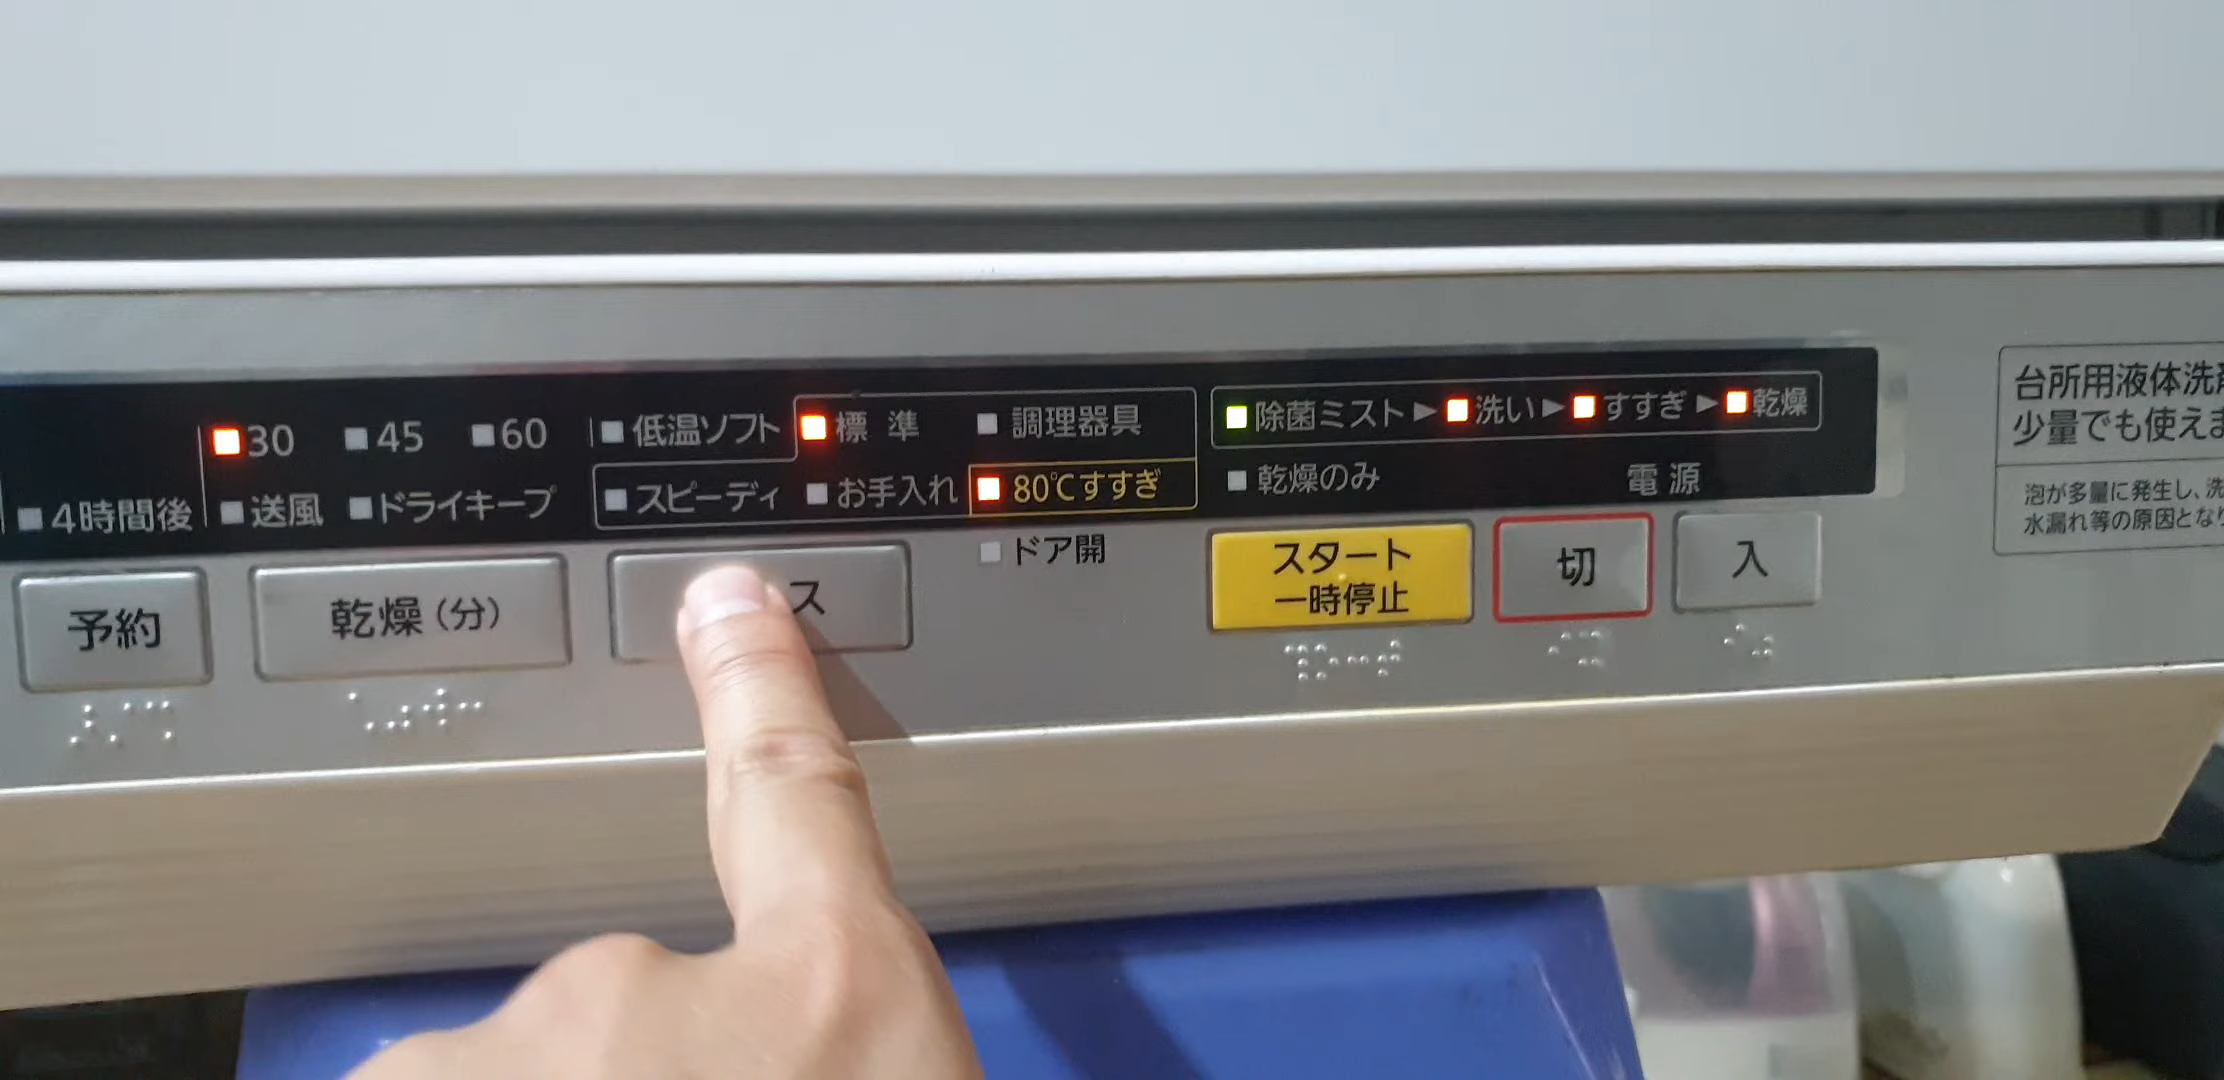 30 45 60
4時間後 送風 ドライキープ
低温ソフト 標準 調理器具
スピーディ お手入れ 80℃すすぎ
除菌ミスト▶洗い▶すすぎ▶乾燥
乾燥のみ 電源
ドア開
予約 乾燥(分) ス
スタート
一時停止
切 入
台所用液体洗
少量でも使えま
泡が多量に発生し、洗
水漏れ等の原因とな